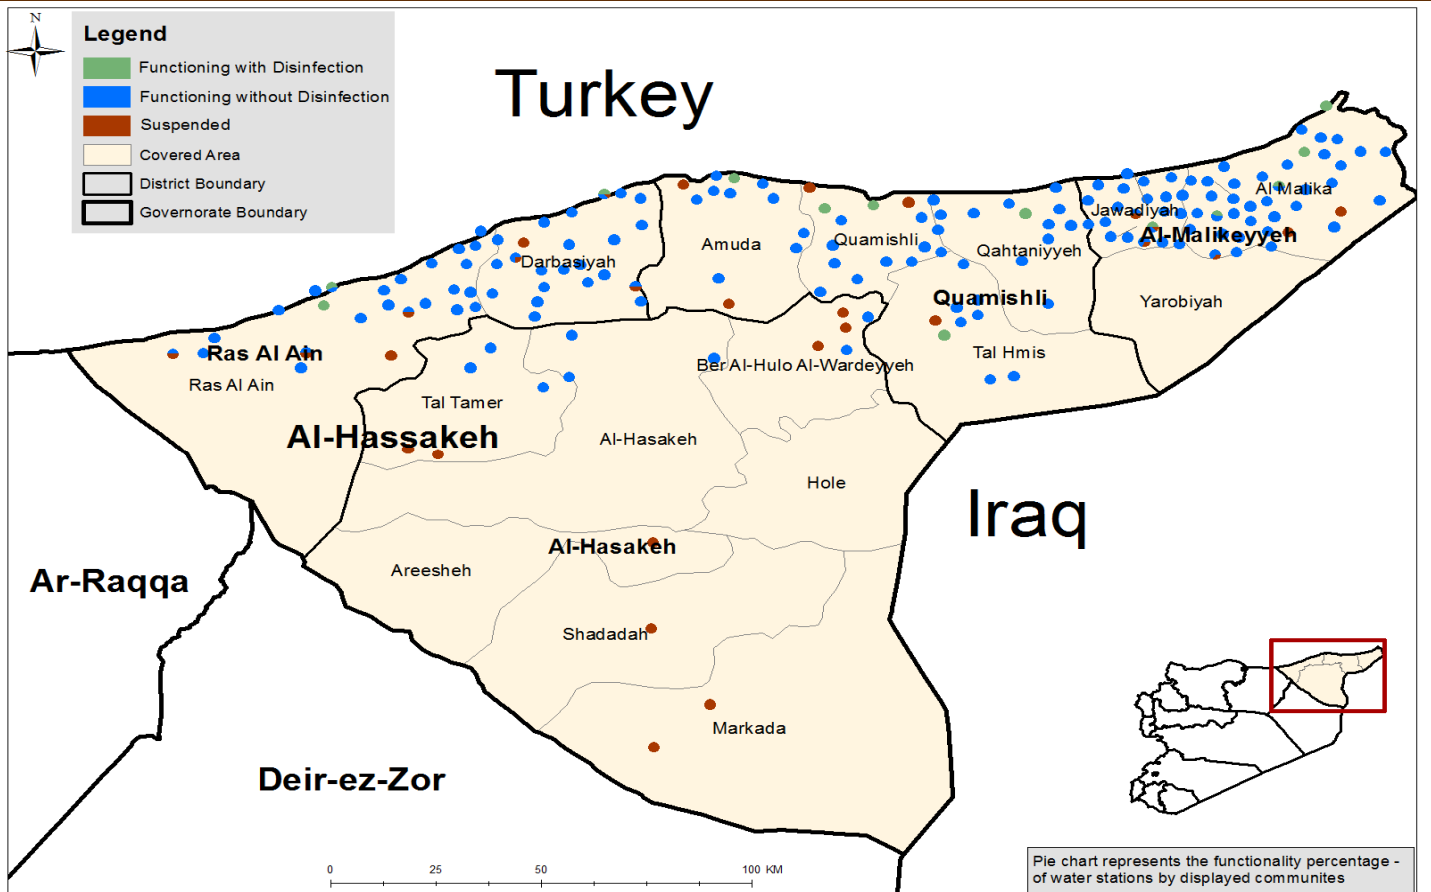 N
Legend
Functioning with Disinfection
Functioning without Disinfection
Suspended
Covered Area
District Boundary
Governorate Boundary
Turkey
Al Malika
Jawadiyah
Al-Malikeyyeh
Amuda
Quamishli
Qahtaniyyeh
Darbasiyah
Quamishli
Yarobiyah
Ras Al Ain
Tal Hmis
Ber Al-Hulo Al-Wardeyyeh
Ras Al Ain
Tal Tamer
Al-Hassakeh
Al-Hasakeh
Hole
Iraq
Al-Hasakeh
Areesheh
Ar-Raqqa
Shadadah
Markada
Deir-ez-Zor
0 25 50 100 KM
Pie chart represents the functionality percentage -
of water stations by displayed communites